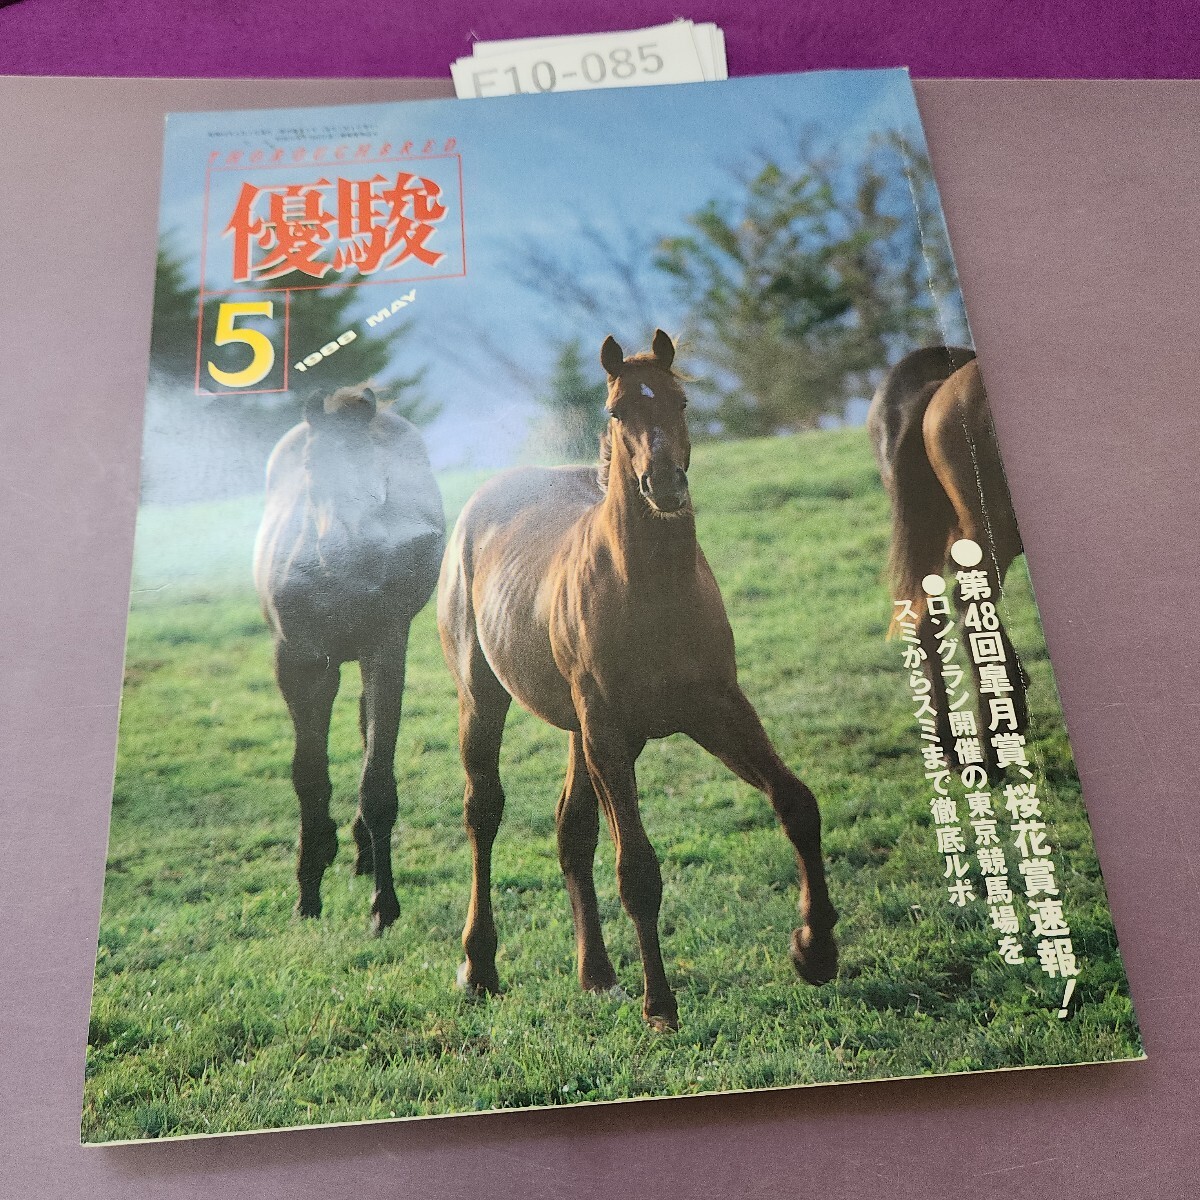 E10-085
THOROUGHBRED
優駿
5
1988 MAY
●第48回皐月賞、桜花賞速報!
●ロングラン開催の東京競馬場を
スミからスミまで徹底ルポ